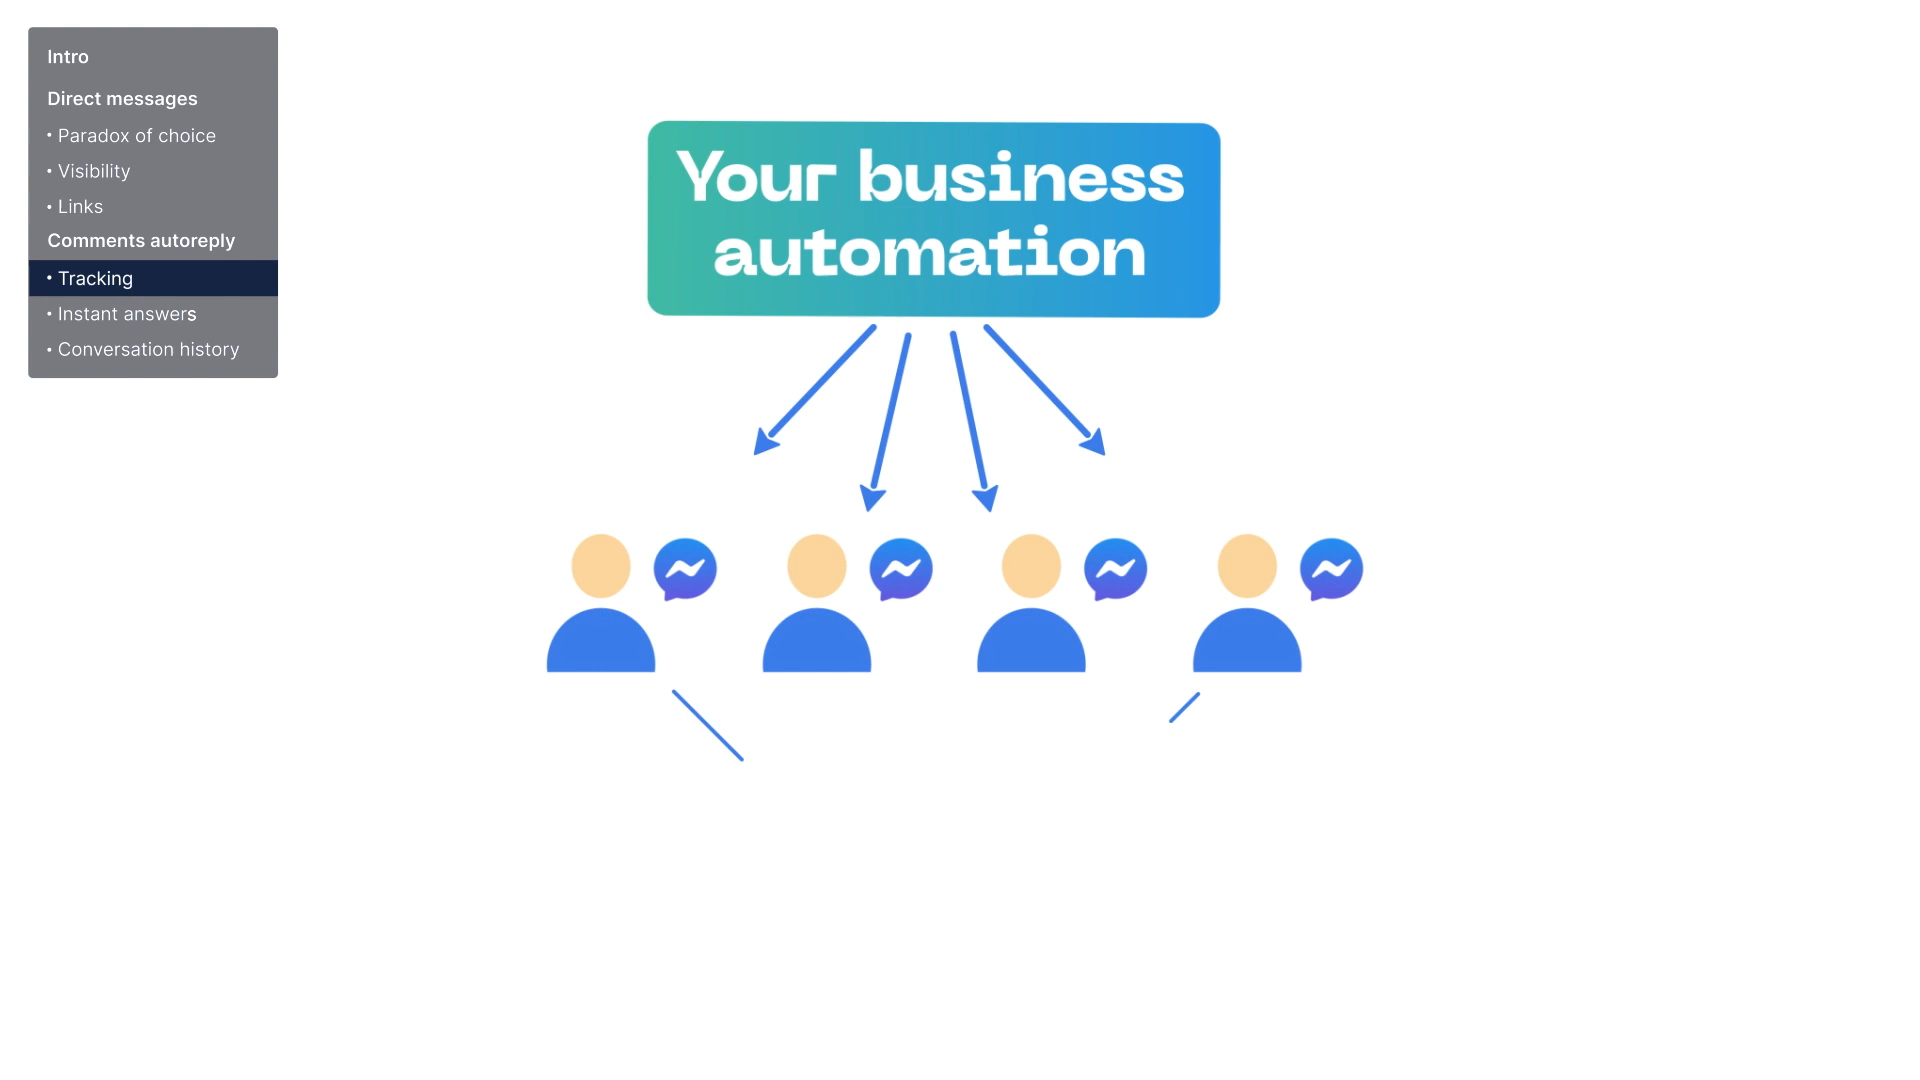 Intro
Direct messages
• Paradox of choice
• Visibility
• Links
Comments autoreply
• Tracking
• Instant answers
• Conversation history
Your business
automation